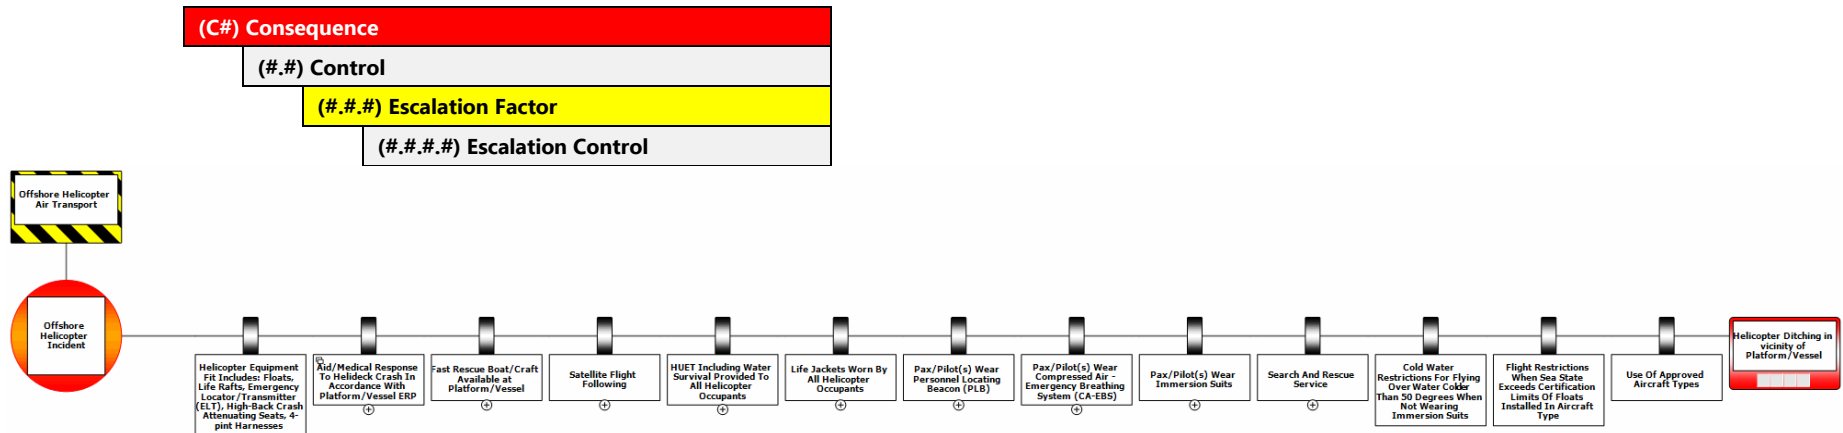 (C#) Consequence
(#.#) Control
(#.#.#) Escalation Factor
(#.#.#.#) Escalation Control
Offshore Helicopter
Air Transport
Offshore
Helicopter
Incident
Helicopter Equipment
Fit Includes: Floats,
Life Rafts, Emergency
Locator/Transmitter
(ELT), High-Back Crash
Attenuating Seats, 4-
pint Harnesses
Aid/Medical Response
To Helideck Crash In
Accordance With
Platform/Vessel ERP
Fast Rescue Boat/Craft
Available at
Platform/Vessel
Satellite Flight
Following
HUET Including Water
Survival Provided To
All Helicopter
Occupants
Life Jackets Worn By
All Helicopter
Occupants
Pax/Pilot(s) Wear
Personnel Locating
Beacon (PLB)
Pax/Pilot(s) Wear
Compressed Air -
Emergency Breathing
System (CA-EBS)
Pax/Pilot(s) Wear
Immersion Suits
Search And Rescue
Service
Cold Water
Restrictions For Flying
Over Water Colder
Than 50 Degrees When
Not Wearing
Immersion Suits
Flight Restrictions
When Sea State
Exceeds Certification
Limits Of Floats
Installed In Aircraft
Type
Use Of Approved
Aircraft Types
Helicopter Ditching in
vicinity of
Platform/Vessel